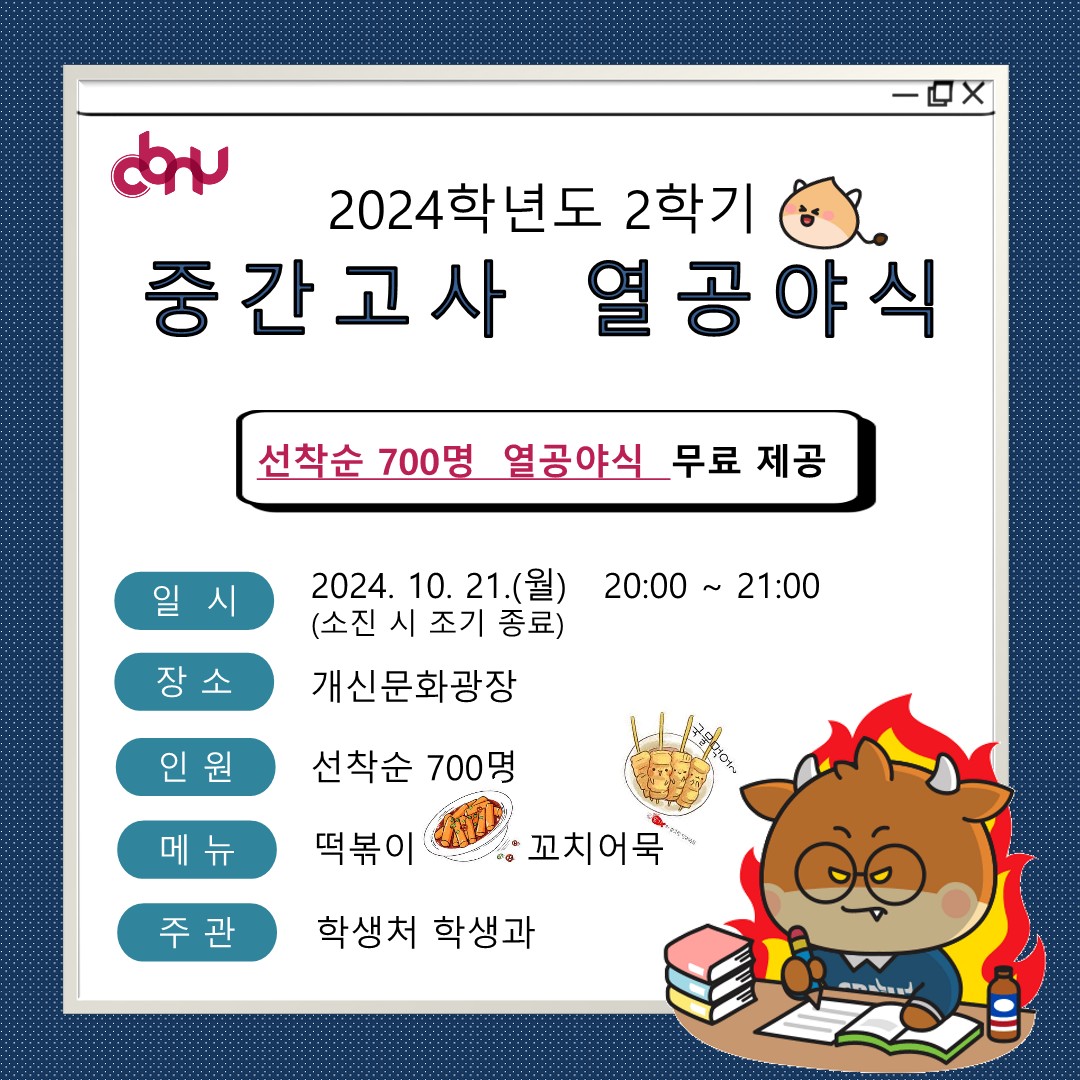 cbnu
2024학년도 2학기
중간고사 열공야식
선착순 700명 열공야식 무료 제공
일 시
2024. 10. 21.(월) 20:00 ~ 21:00
(소진 시 조기 종료)
장 소
개신문화광장
인 원
선착순 700명
국물먹어~
메 뉴
떡볶이
꼬치어묵
주 관
학생처 학생과